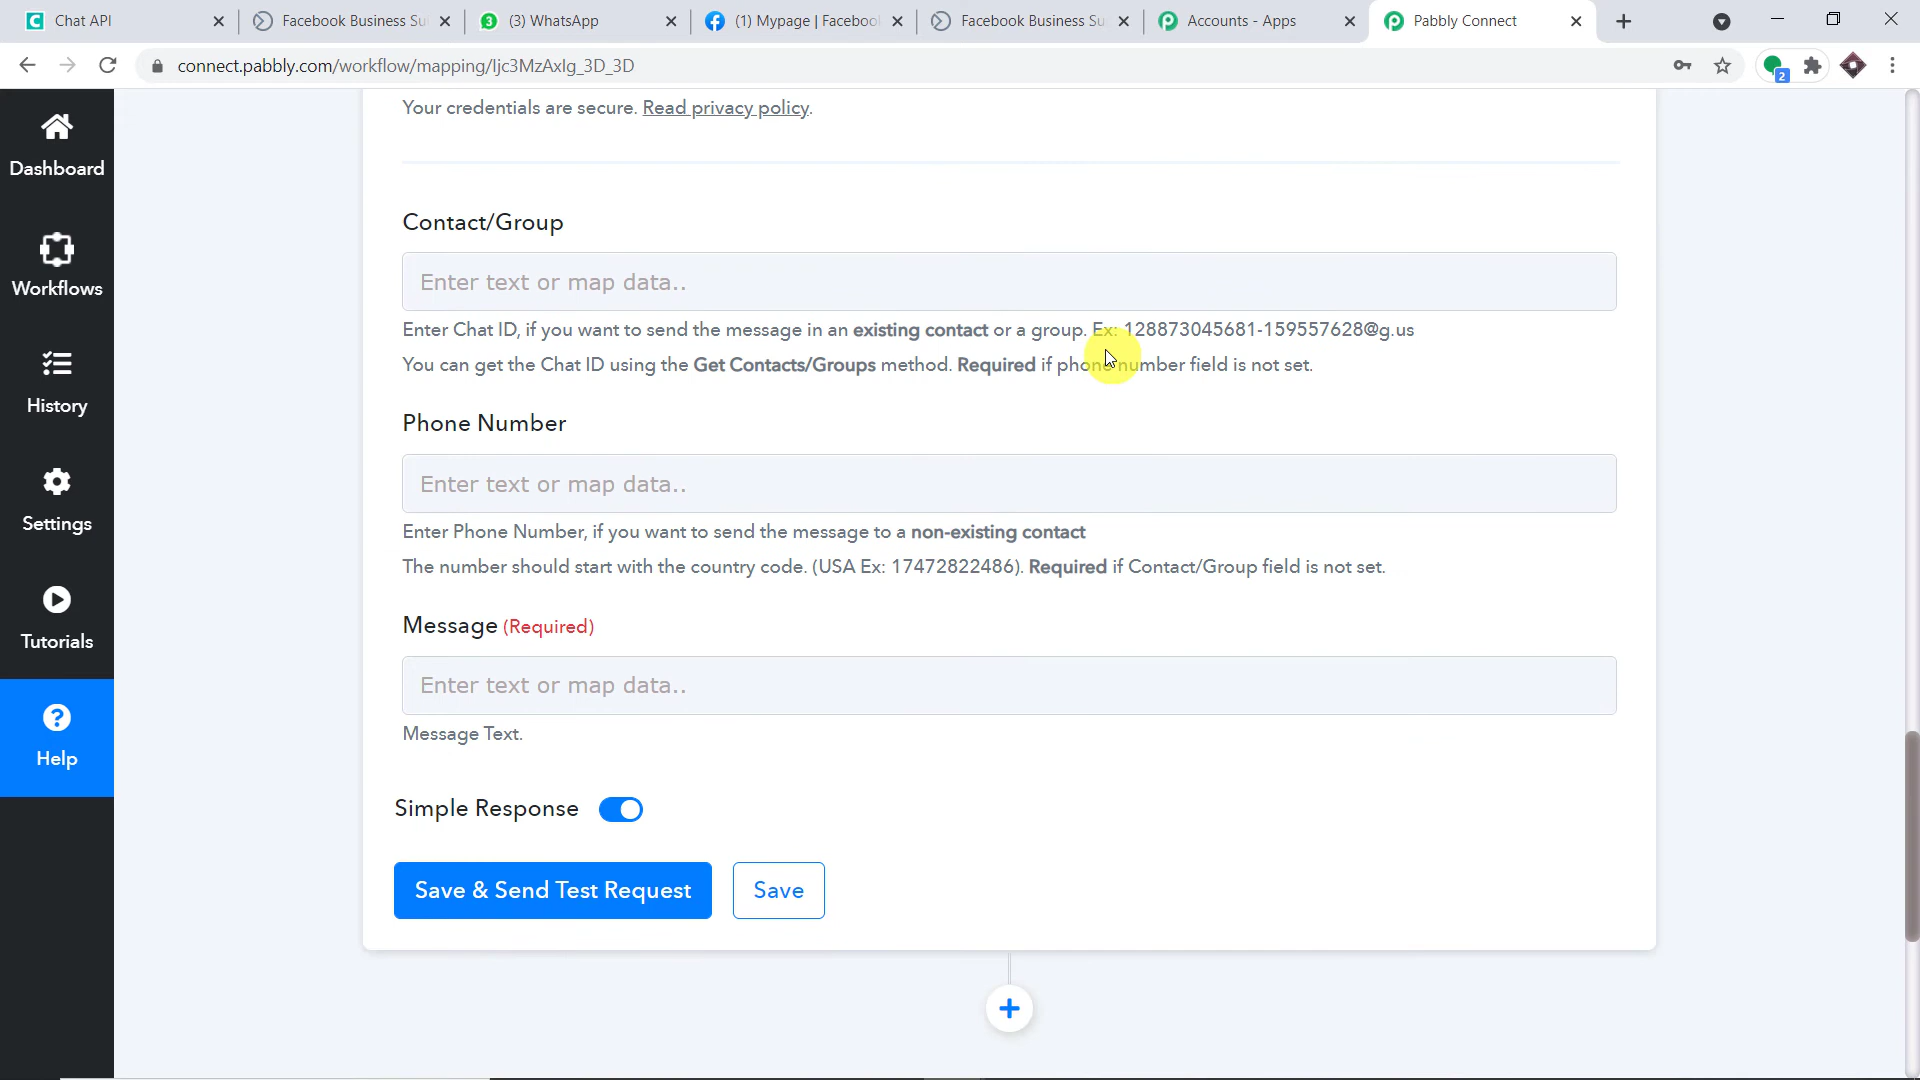 Chat API
Facebook Business Su
(3) WhatsApp
(1) Mypage | Facebook
Facebook Business Su
Accounts - Apps
Pabbly Connect
connect.pabbly.com/workflow/mapping/Ijc3MzAxIg_3D_3D
2
Dashboard
Workflows
History
Settings
Tutorials
Help
Your credentials are secure. Read privacy policy.
Contact/Group
Enter text or map data..
Enter Chat ID, if you want to send the message in an existing contact or a group. Ex: 128873045681-159557628@g.us
You can get the Chat ID using the Get Contacts/Groups method. Required if phone number field is not set.
Phone Number
Enter text or map data..
Enter Phone Number, if you want to send the message to a non-existing contact
The number should start with the country code. (USA Ex: 17472822486). Required if Contact/Group field is not set.
Message (Required)
Enter text or map data..
Message Text.
Simple Response
Save & Send Test Request
Save